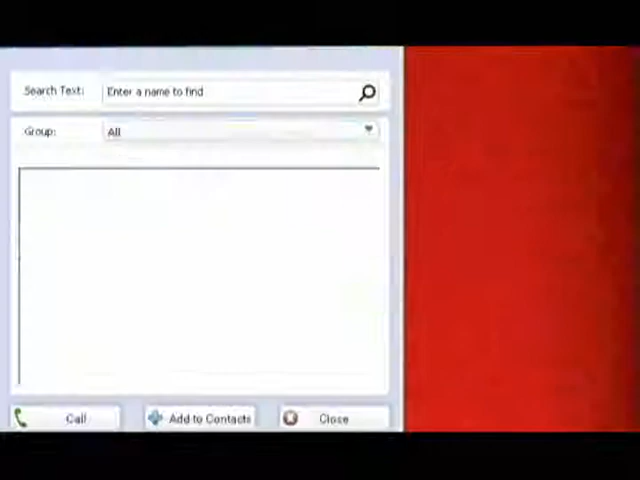 Search Text: Enter a name to find
Group: All
Call Add to Contacts Close